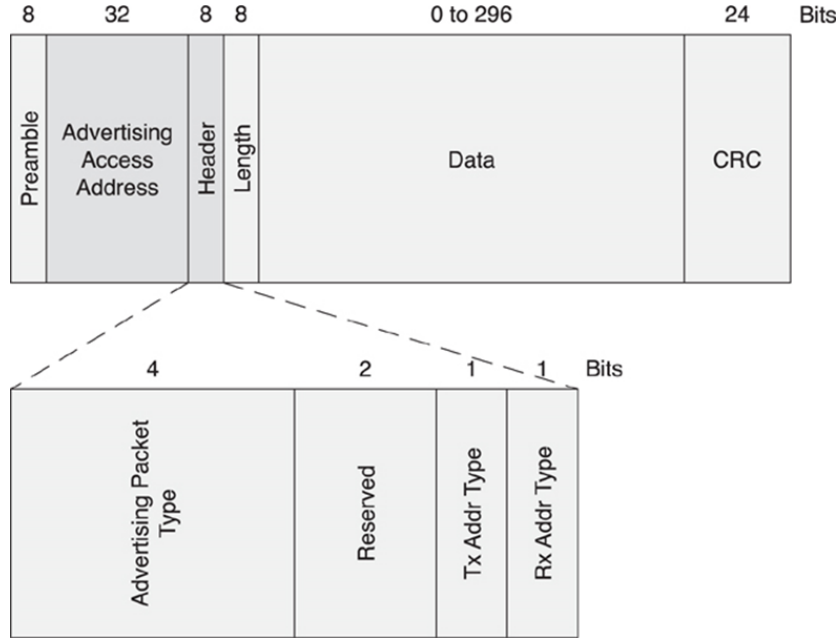 8 32 8 8 0 to 296 24 Bits
Preamble
Advertising
Access
Address
Header
Length
Data
CRC
4 2 1 1 Bits
Advertising Packet
Type
Reserved
Tx Addr Type
Rx Addr Type